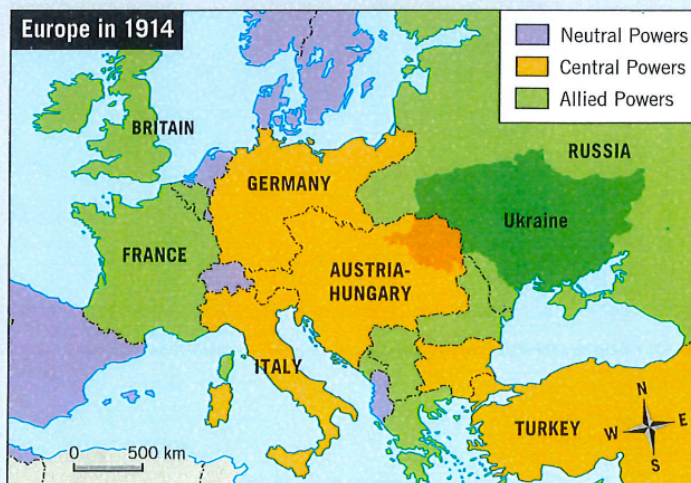 Europe in 1914
Neutral Powers
Central Powers
Allied Powers
BRITAIN
RUSSIA
GERMANY
Ukraine
FRANCE
AUSTRIA-
HUNGARY
ITALY
TURKEY
N
W E
S
0 500 km